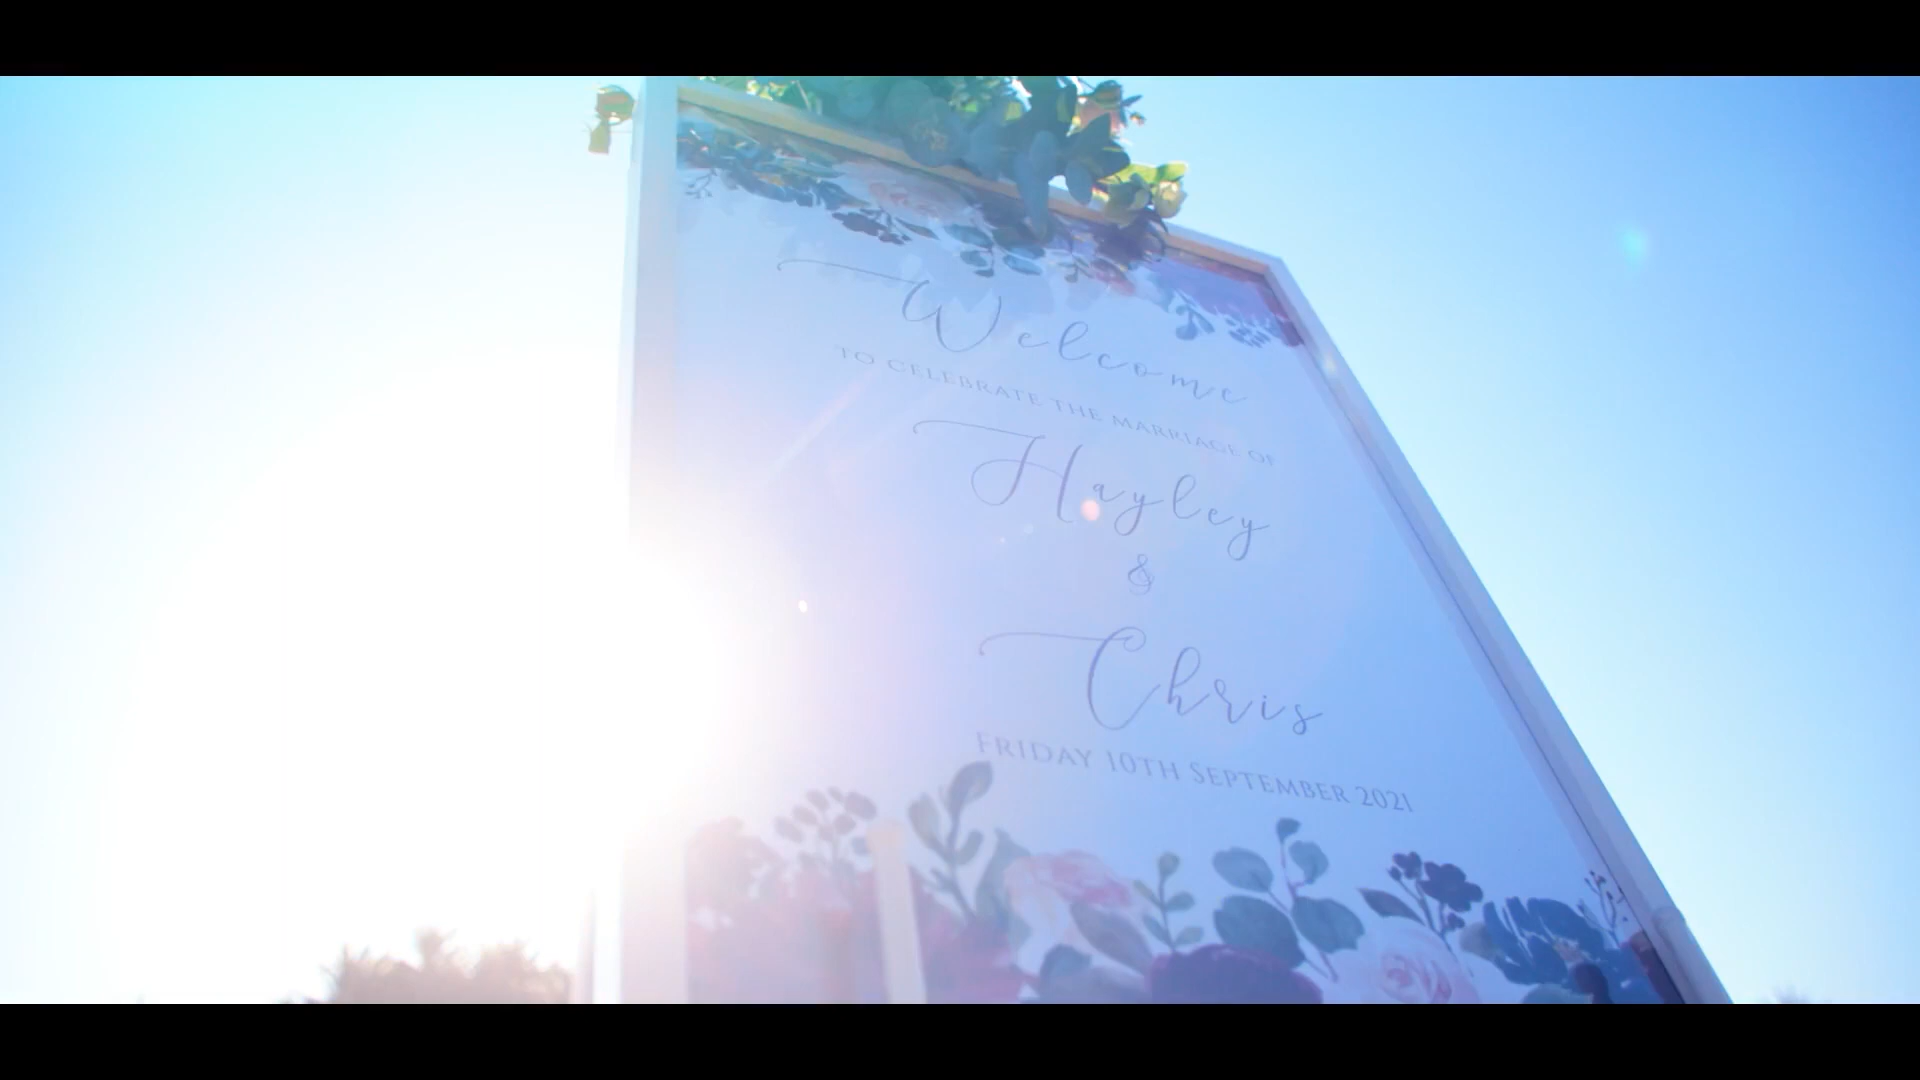 Welcome
TO CELEBRATE THE MARRIAGE OF
Hayley
&
Chris
FRIDAY 10TH SEPTEMBER 2021